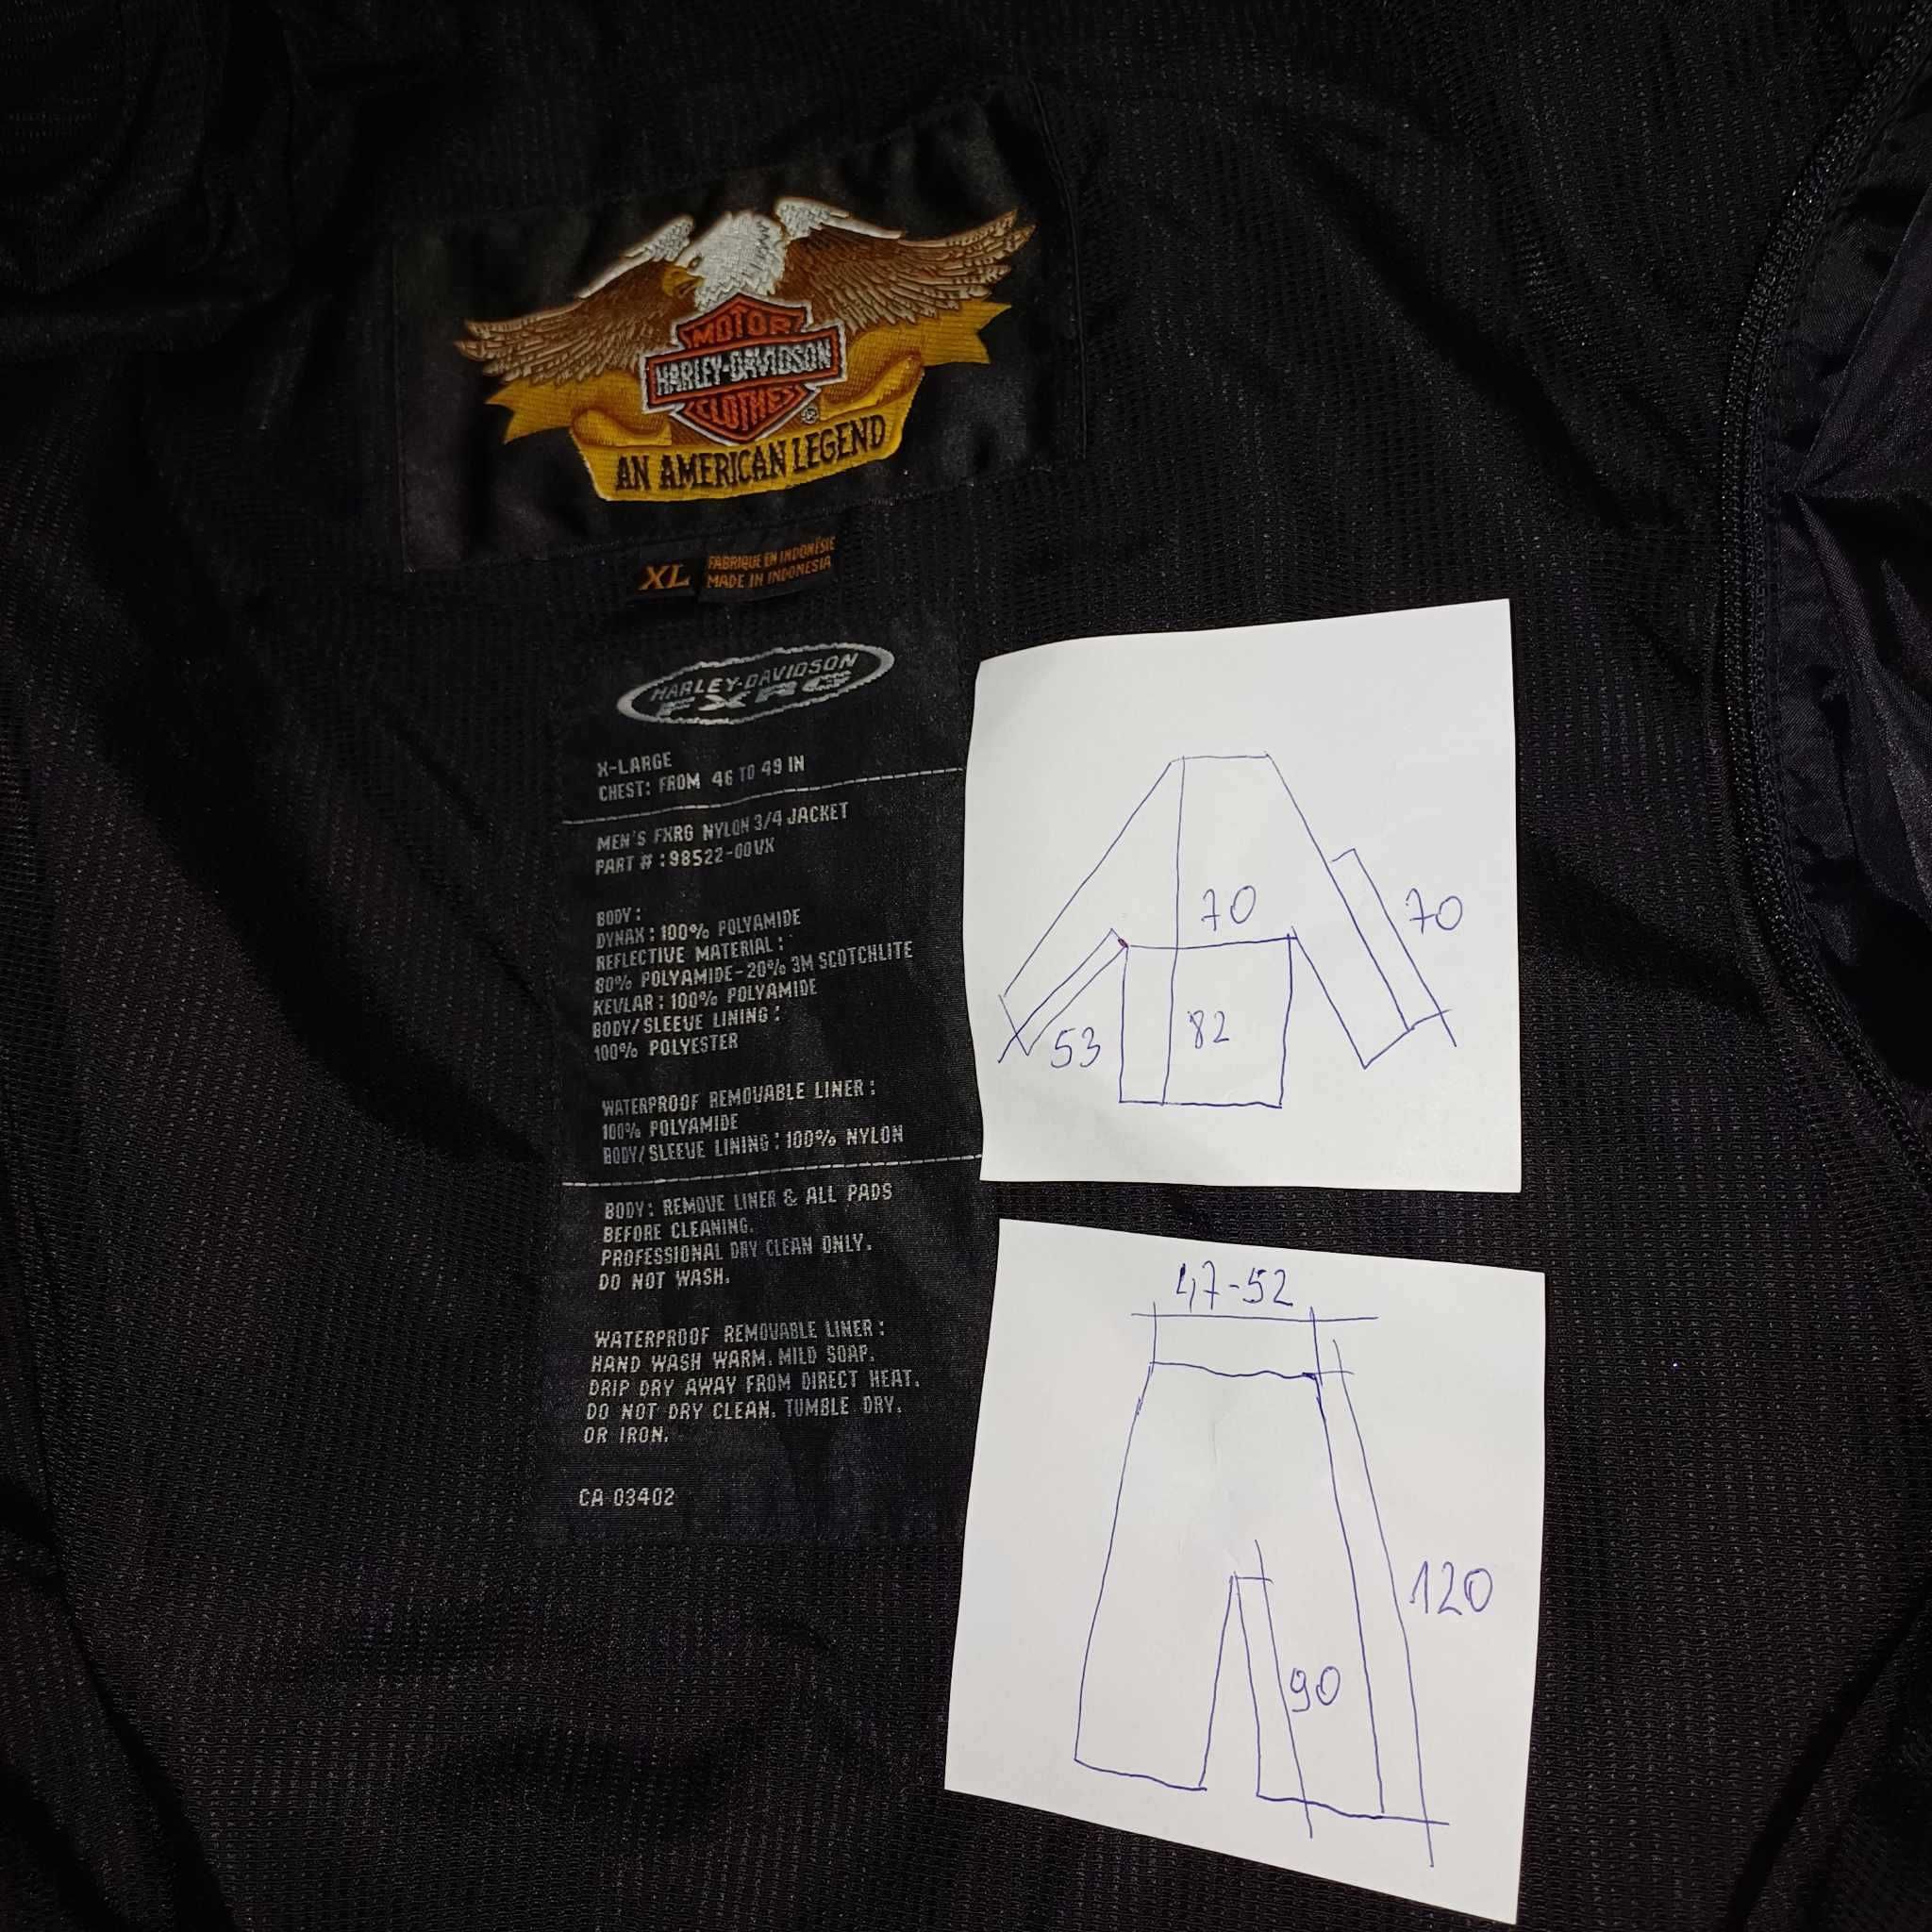 MOTOR
HARLEY-DAVIDSON
CLOTHES
®
AN AMERICAN LEGEND
XL
FABRIQUE EN INDONÉSIE
MADE IN INDONESIA
HARLEY-DAVIDSON
FXRG
X-LARGE
CHEST: FROM 46 TO 49 IN
MEN'S FXRG NYLON 3/4 JACKET
PART # : 98522-00VX
BODY :
DYNAX : 100% POLYAMIDE
REFLECTIVE MATERIAL :
80% POLYAMIDE-20% 3M SCOTCHLITE
KEVLAR : 100% POLYAMIDE
BODY/SLEEVE LINING :
100% POLYESTER
WATERPROOF REMOVABLE LINER :
100% POLYAMIDE
BODY/SLEEVE LINING : 100% NYLON
BODY: REMOVE LINER & ALL PADS
BEFORE CLEANING.
PROFESSIONAL DRY CLEAN ONLY.
DO NOT WASH.
WATERPROOF REMOVABLE LINER :
HAND WASH WARM. MILD SOAP.
DRIP DRY AWAY FROM DIRECT HEAT.
DO NOT DRY CLEAN. TUMBLE DRY.
OR IRON.
CA 03402
70
70
53
82
47-52
120
90